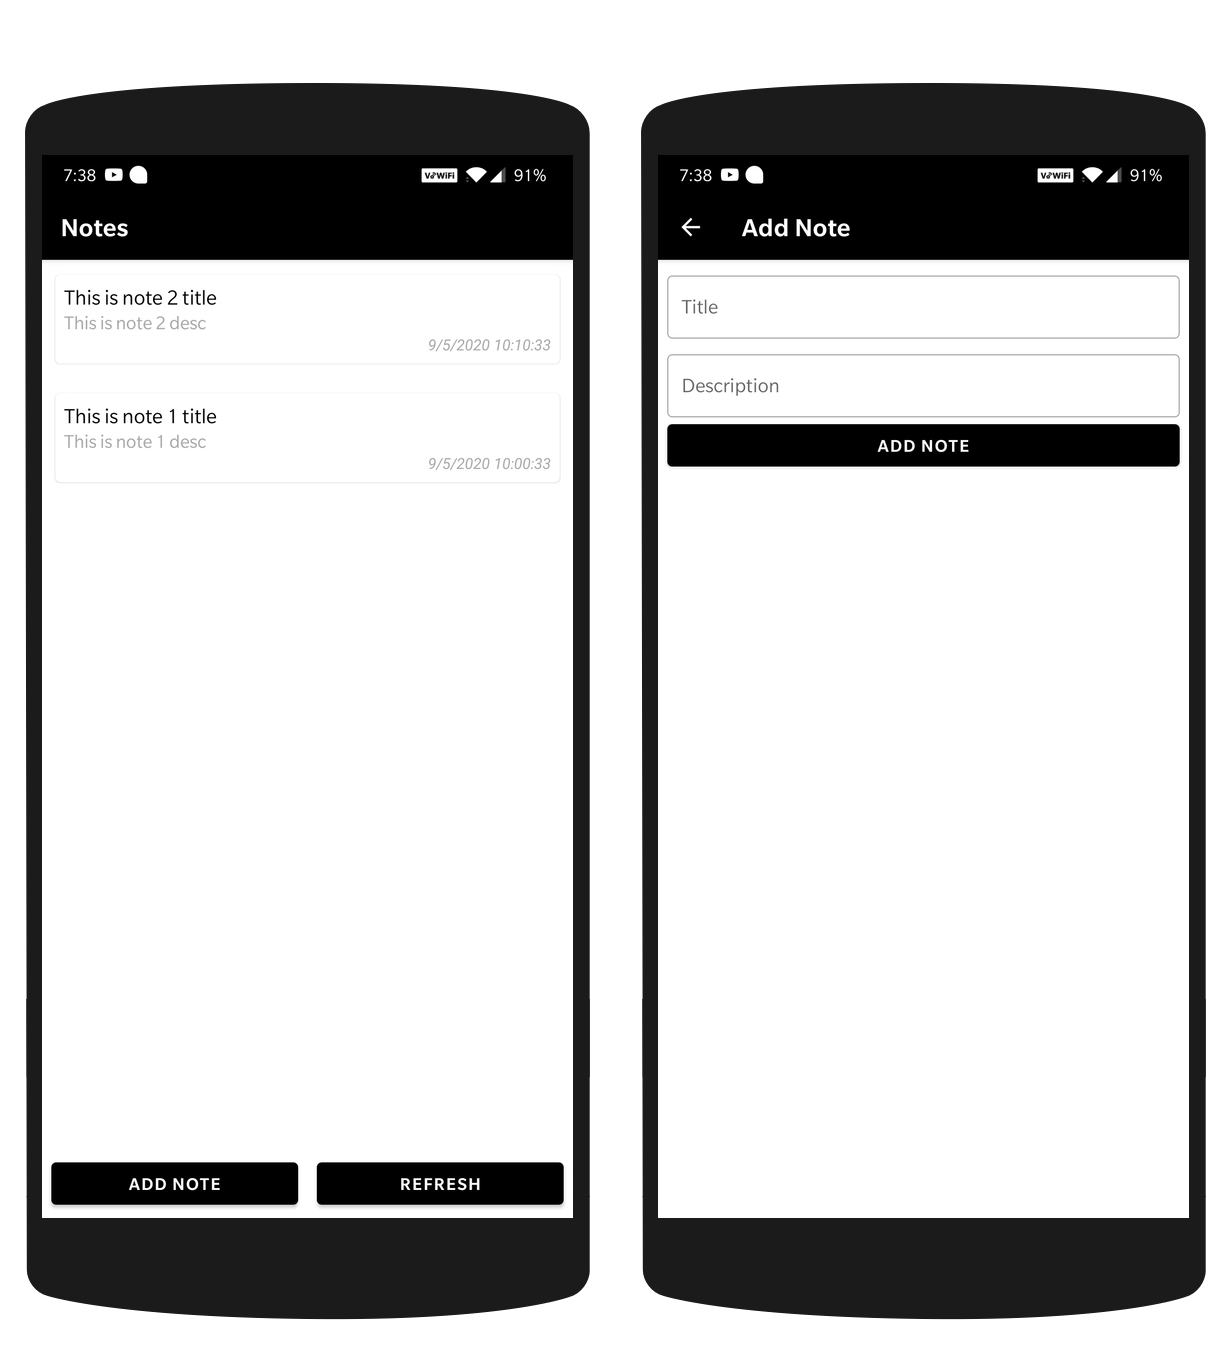 7:38 VoWiFi 91%
Notes
This is note 2 title
This is note 2 desc
9/5/2020 10:10:33
This is note 1 title
This is note 1 desc
9/5/2020 10:00:33
ADD NOTE REFRESH
7:38 VoWiFi 91%
Add Note
Title
Description
ADD NOTE